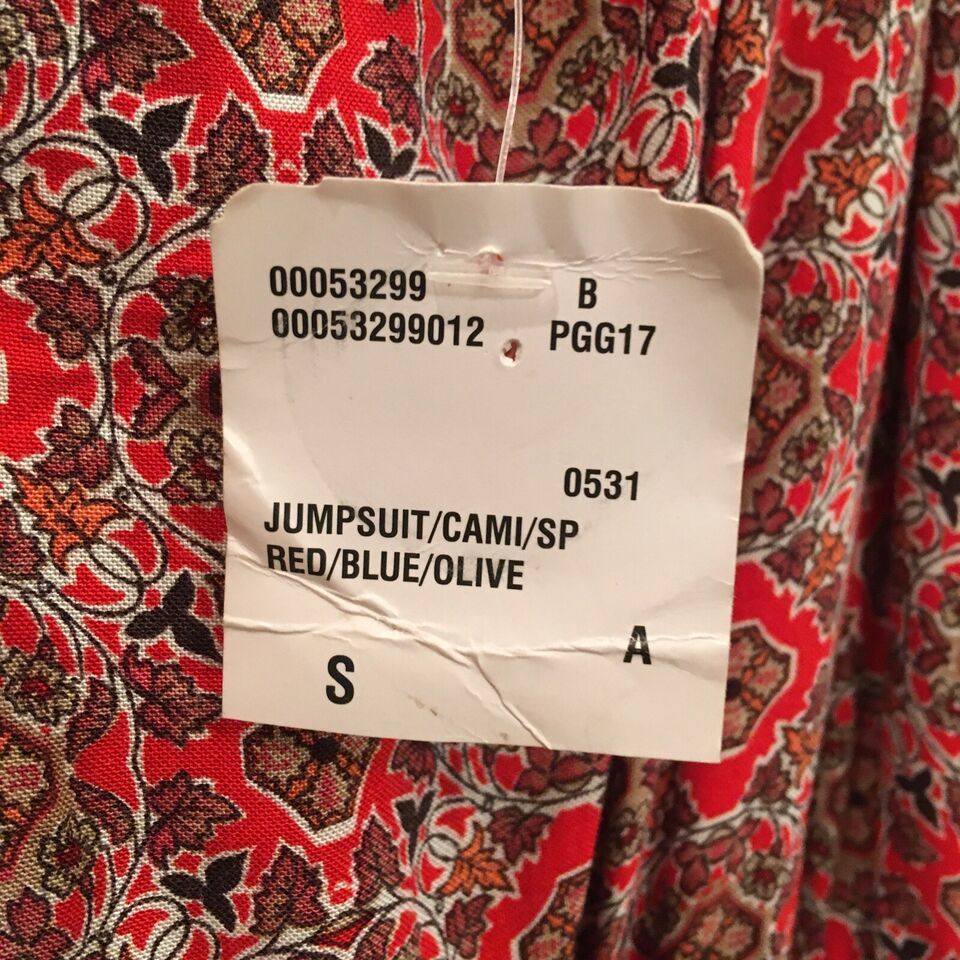 00053299 B
00053299012 PGG17
0531
JUMPSUIT/CAMI/SP
RED/BLUE/OLIVE
A
S